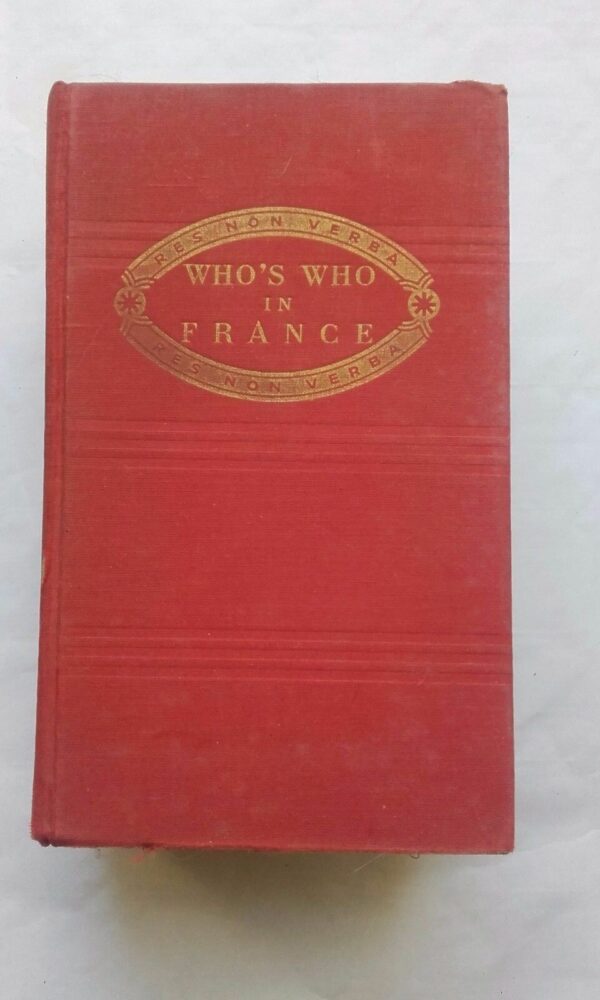 RES NON VERBA
WHO'S WHO
IN
FRANCE
RES NON VERBA